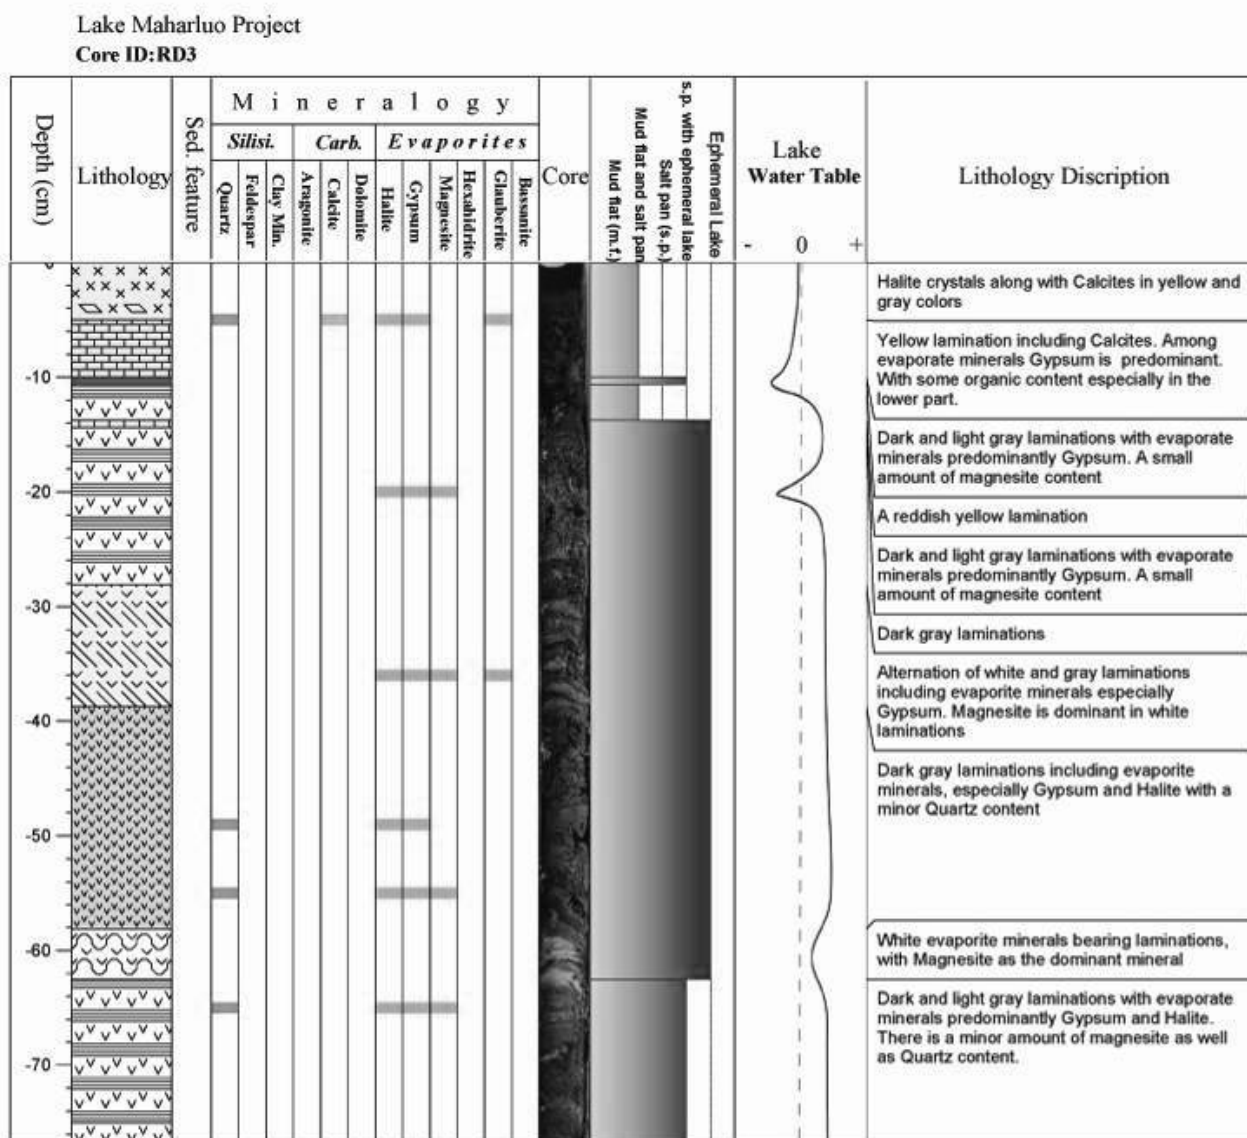 Lake Maharluo Project
Core ID:RD3
Depth (cm)
Lithology
Sed. feature
Mineralogy
Silisi.
Carb.
Evaporites
Quartz
Feldespar
Clay Min.
Aragonite
Calcite
Dolomite
Halite
Gypsum
Magnesite
Hexahidrite
Glauberite
Bassanite
Core
Mud flat (m.f.)
Mud flat and salt pan
Salt pan (s.p.)
s.p. with ephemeral lake
Ephemeral Lake
Lake
Water Table
- 0 +
Lithology Discription
-10
-20
-30
-40
-50
-60
-70
Halite crystals along with Calcites in yellow and
gray colors
Yellow lamination including Calcites. Among
evaporate minerals Gypsum is predominant.
With some organic content especially in the
lower part.
Dark and light gray laminations with evaporate
minerals predominantly Gypsum. A small
amount of magnesite content
A reddish yellow lamination
Dark and light gray laminations with evaporate
minerals predominantly Gypsum. A small
amount of magnesite content
Dark gray laminations
Alternation of white and gray laminations
including evaporite minerals especially
Gypsum. Magnesite is dominant in white
laminations
Dark gray laminations including evaporite
minerals, especially Gypsum and Halite with a
minor Quartz content
White evaporite minerals bearing laminations,
with Magnesite as the dominant mineral
Dark and light gray laminations with evaporate
minerals predominantly Gypsum and Halite.
There is a minor amount of magnesite as well
as Quartz content.